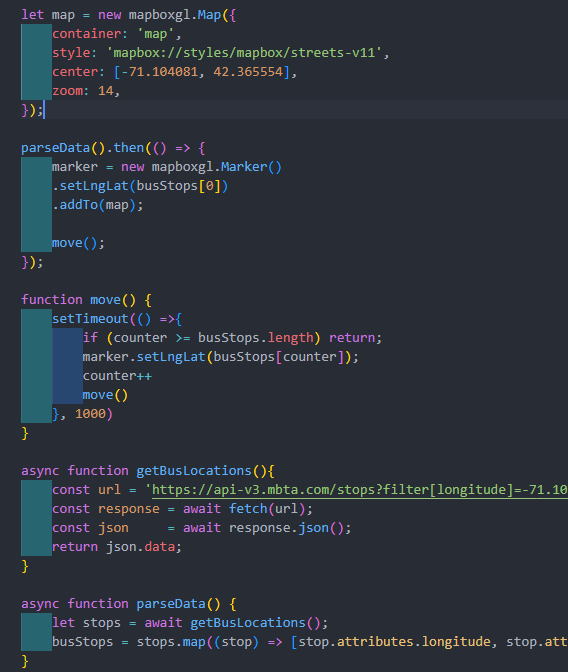 let map = new mapboxgl.Map({
    container: 'map',
    style: 'mapbox://styles/mapbox/streets-v11',
    center: [-71.104081, 42.365554],
    zoom: 14,
});

parseData().then(() => {
    marker = new mapboxgl.Marker()
    .setLngLat(busStops[0])
    .addTo(map);

    move();
});

function move() {
    setTimeout(() =>{
        if (counter >= busStops.length) return;
        marker.setLngLat(busStops[counter]);
        counter++
        move()
    }, 1000)
}

async function getBusLocations(){
    const url = 'https://api-v3.mbta.com/stops?filter[longitude]=-71.10
    const response = await fetch(url);
    const json     = await response.json();
    return json.data;
}

async function parseData() {
    let stops = await getBusLocations();
    busStops = stops.map((stop) => [stop.attributes.longitude, stop.att
}